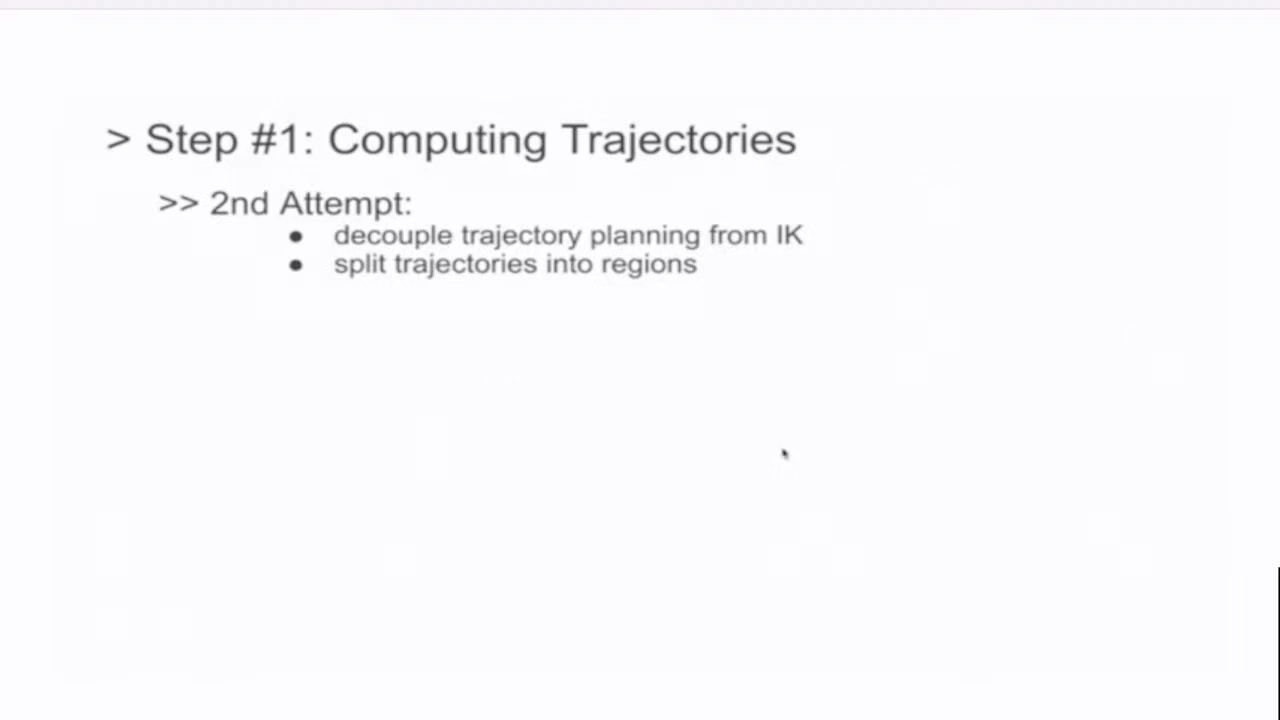 > Step #1: Computing Trajectories
>> 2nd Attempt:
● decouple trajectory planning from IK
● split trajectories into regions